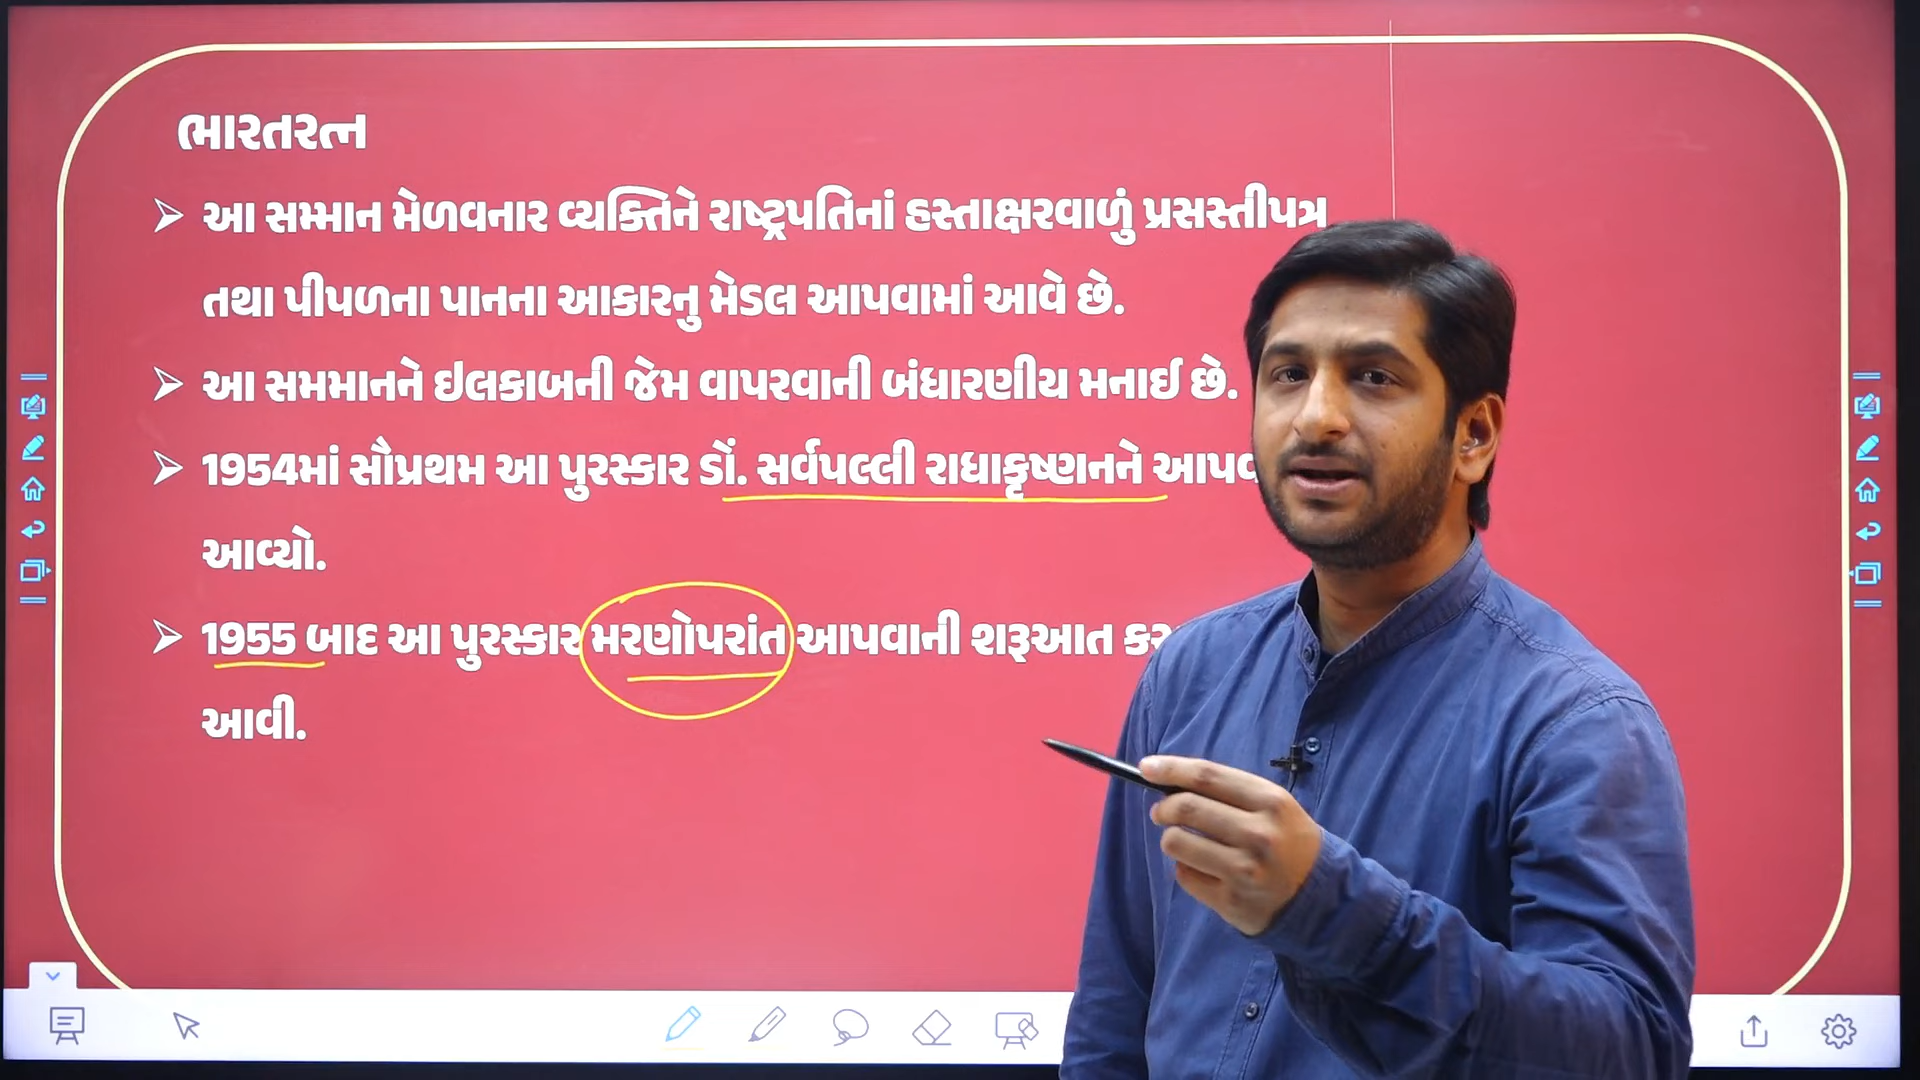 ભારતરત્ન
➢ આ સમ્માન મેળવનાર વ્યક્તિને રાષ્ટ્રપતિનાં હસ્તાક્ષરવાળું પ્રસસ્તીપત્ર
તથા પીપળના પાનના આકારનુ મેડલ આપવામાં આવે છે.
➢ આ સમમાનને ઇલકાબની જેમ વાપરવાની બંધારણીય મનાઈ છે.
➢ 1954માં સૌપ્રથમ આ પુરસ્કાર ડૉ. સર્વપલ્લી રાધાકૃષ્ણનને
આવ્યો.
➢ 1955 બાદ આ પુરસ્કાર મરણોપરાંત આપવાની શરૂઆત
આવી.